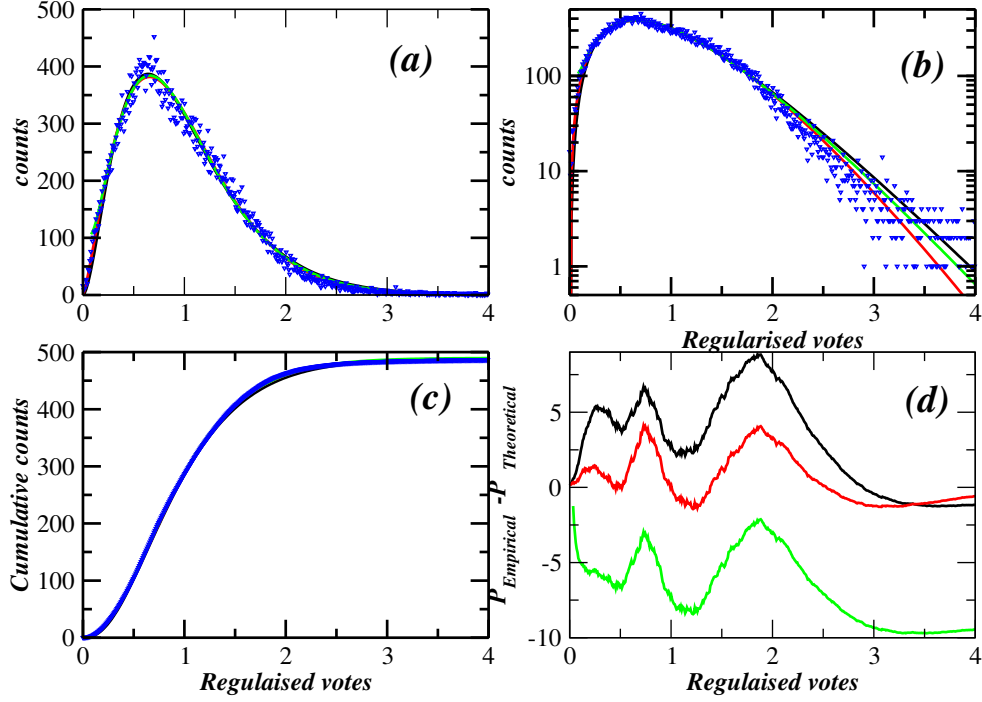 500
400
300
200
100
0
counts
(a)
0 1 2 3 4
100
10
1
counts
(b)
0 1 2 3 4
Regularised votes
500
400
300
200
100
0
Cumulative counts
(c)
0 1 2 3 4
Regulaised votes
5
0
-5
-10
P Empirical -P Theoretical
(d)
0 1 2 3 4
Regulaised votes